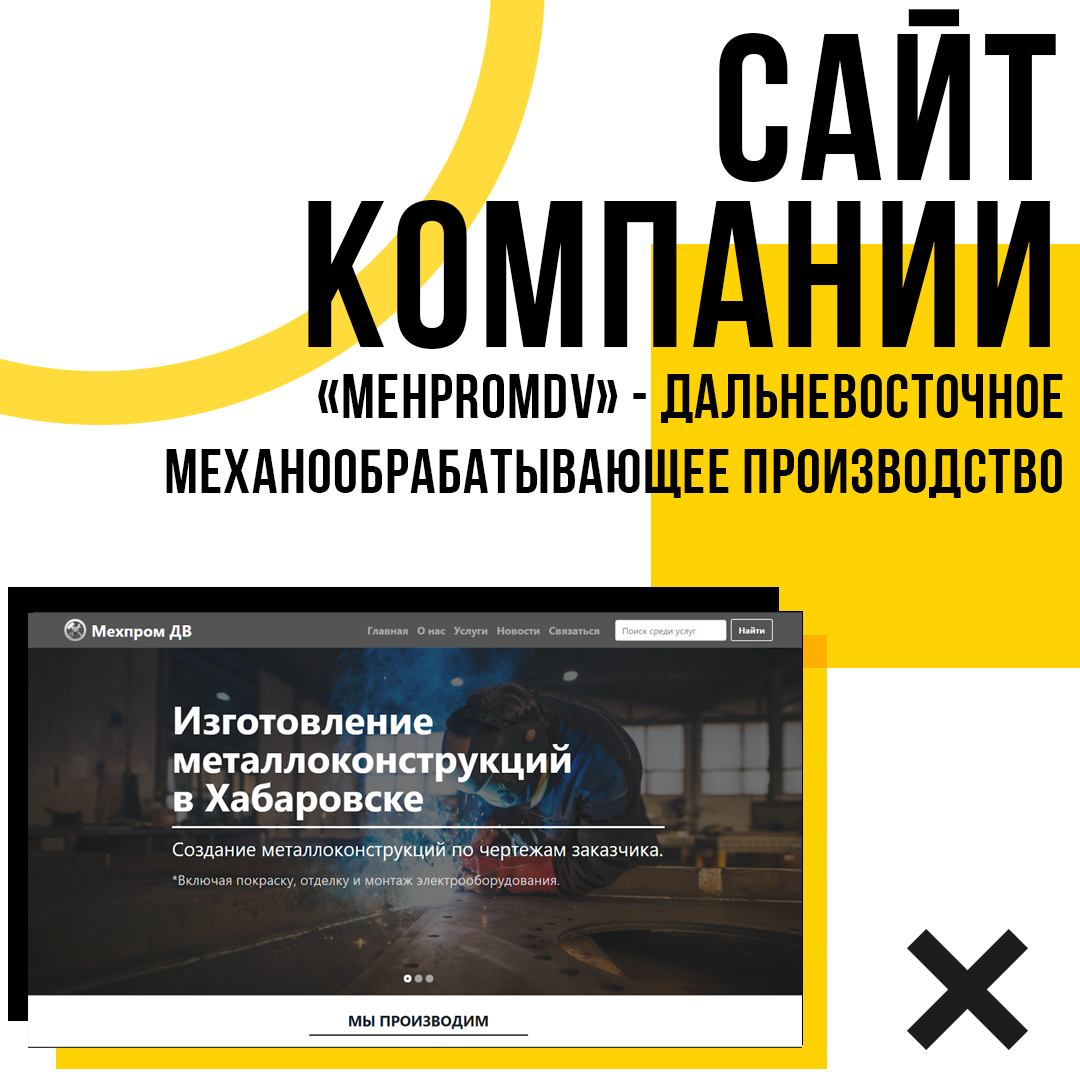 САЙТ
КОМПАНИИ
«MEHPROMDV» - ДАЛЬНЕВОСТОЧНОЕ
МЕХАНООБРАБАТЫВАЮЩЕЕ ПРОИЗВОДСТВО
Мехпром ДВ Главная О нас Услуги Новости Связаться Поиск среди услуг Найти
Изготовление
металлоконструкций
в Хабаровске
Создание металлоконструкций по чертежам заказчика.
*Включая покраску, отделку и монтаж электрооборудования.
МЫ ПРОИЗВОДИМ